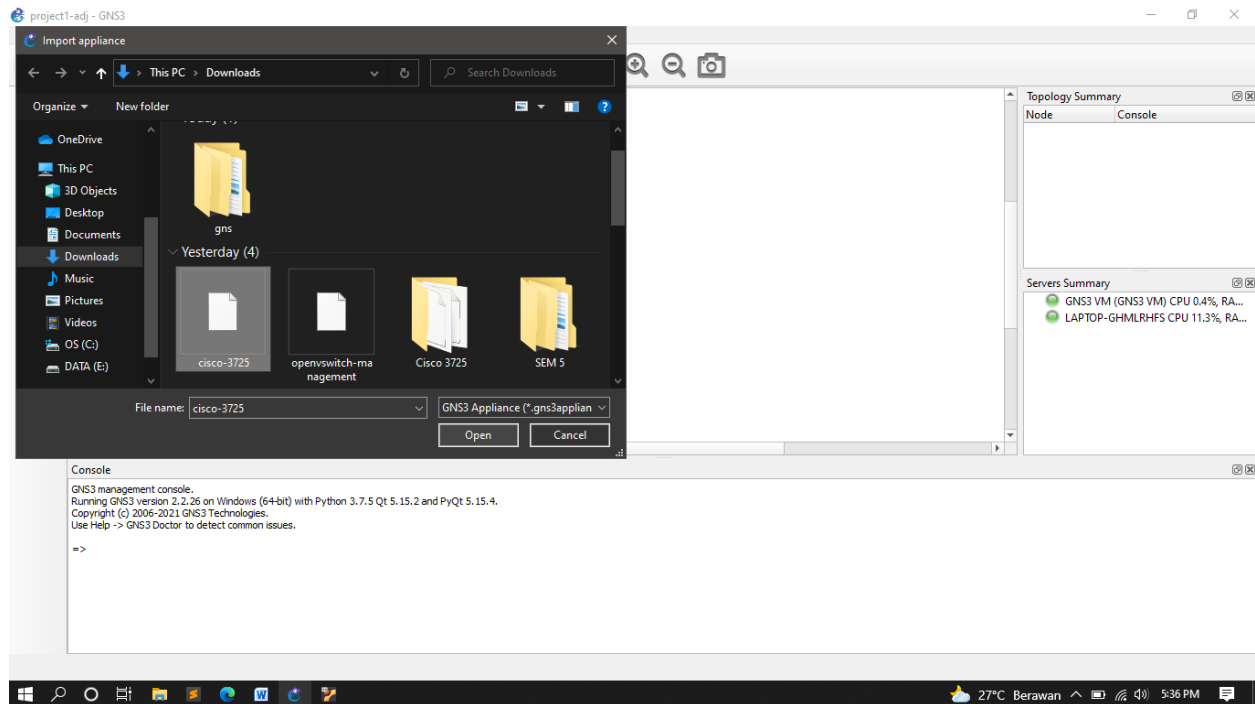 project1-adj - GNS3
Import appliance
This PC > Downloads
Search Downloads
Organize
New folder
OneDrive
This PC
3D Objects
Desktop
Documents
Downloads
Music
Pictures
Videos
OS (C:)
DATA (E:)
gns
Yesterday (4)
cisco-3725
openvswitch-ma
nagement
Cisco 3725
SEM 5
File name: cisco-3725
GNS3 Appliance (*.gns3applian
Open
Cancel
Topology Summary
Node Console
Servers Summary
GNS3 VM (GNS3 VM) CPU 0.4%, RA...
LAPTOP-GHMLRHFS CPU 11.3%, RA...
Console
GNS3 management console.
Running GNS3 version 2.2.26 on Windows (64-bit) with Python 3.7.5 Qt 5.15.2 and PyQt 5.15.4.
Copyright (c) 2006-2021 GNS3 Technologies.
Use Help -> GNS3 Doctor to detect common issues.
=>
27°C Berawan
5:36 PM